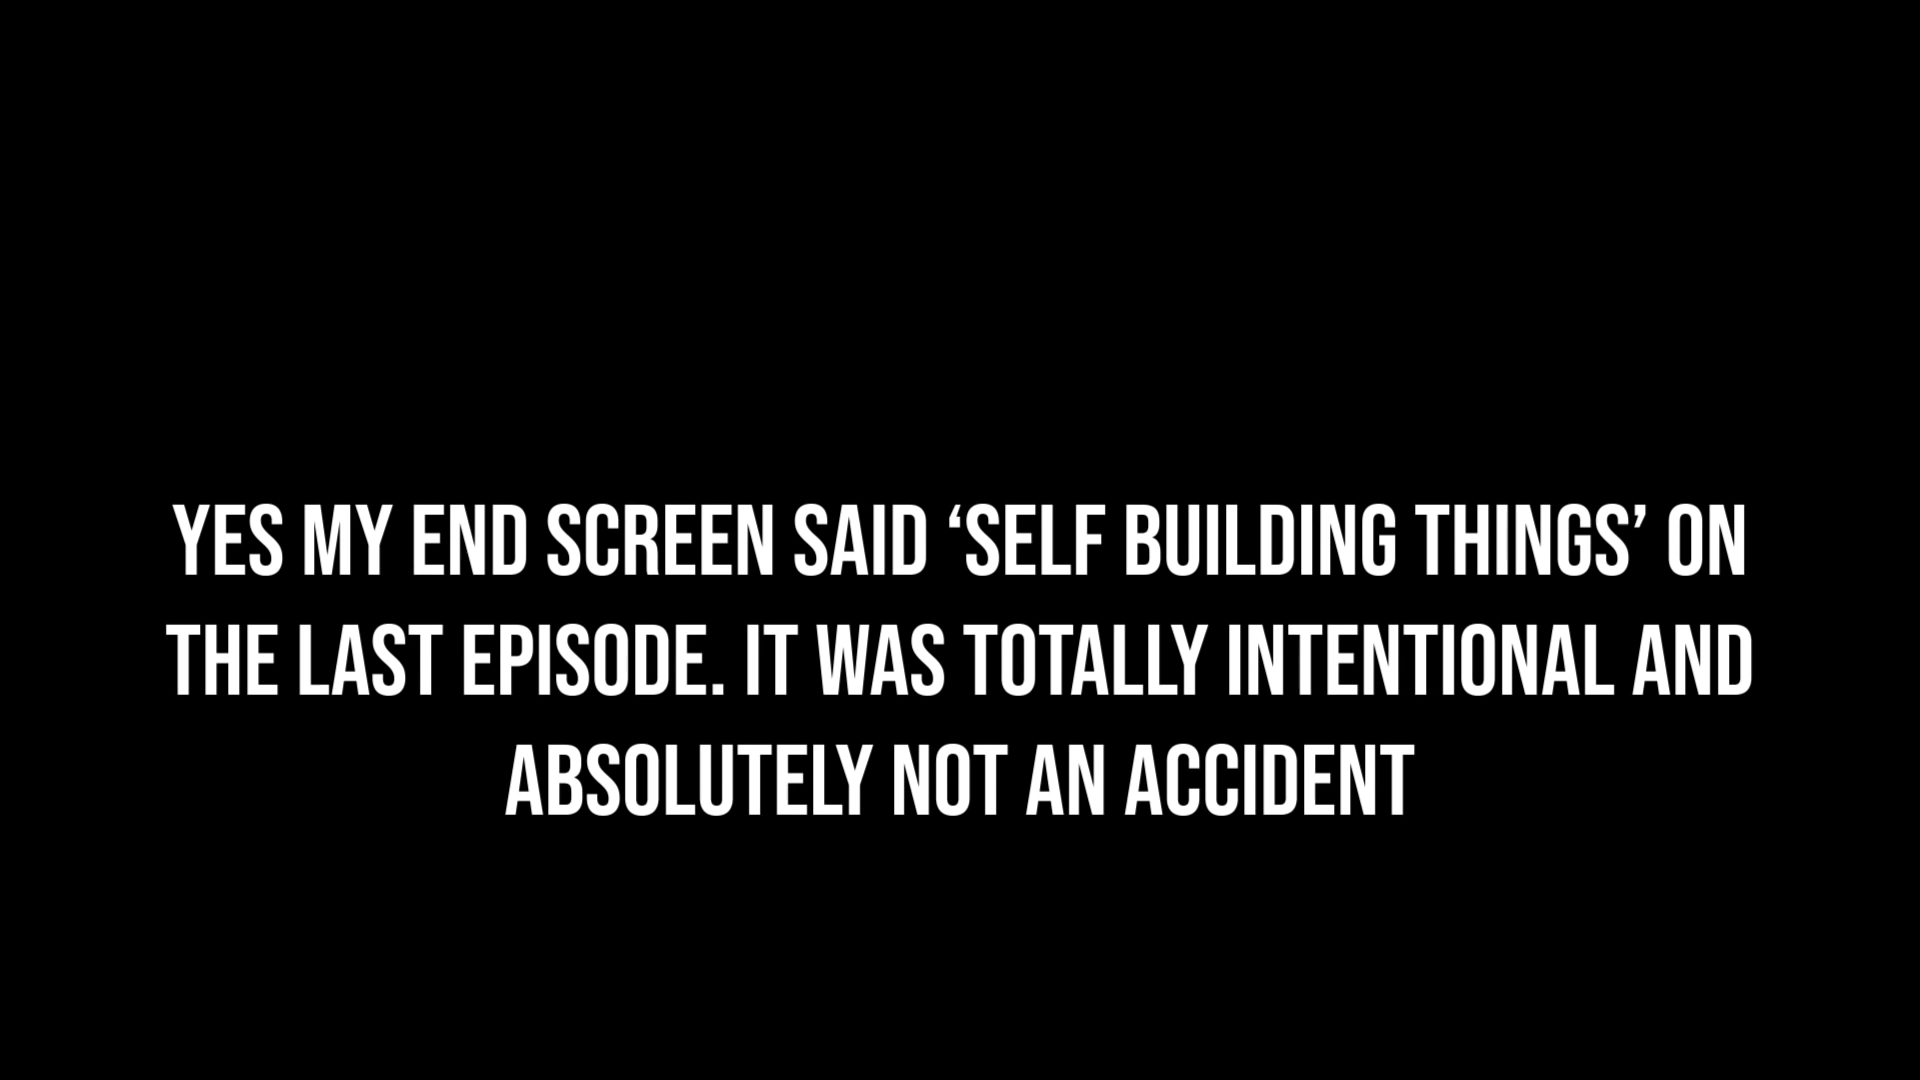 YES MY END SCREEN SAID ‘SELF BUILDING THINGS’ ON
THE LAST EPISODE. IT WAS TOTALLY INTENTIONAL AND
ABSOLUTELY NOT AN ACCIDENT